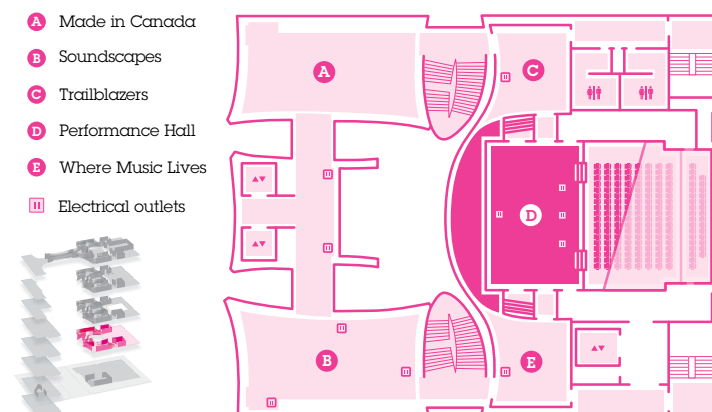 A Made in Canada
B Soundscapes
C Trailblazers
D Performance Hall
E Where Music Lives
Electrical outlets
A
C
D
B
E